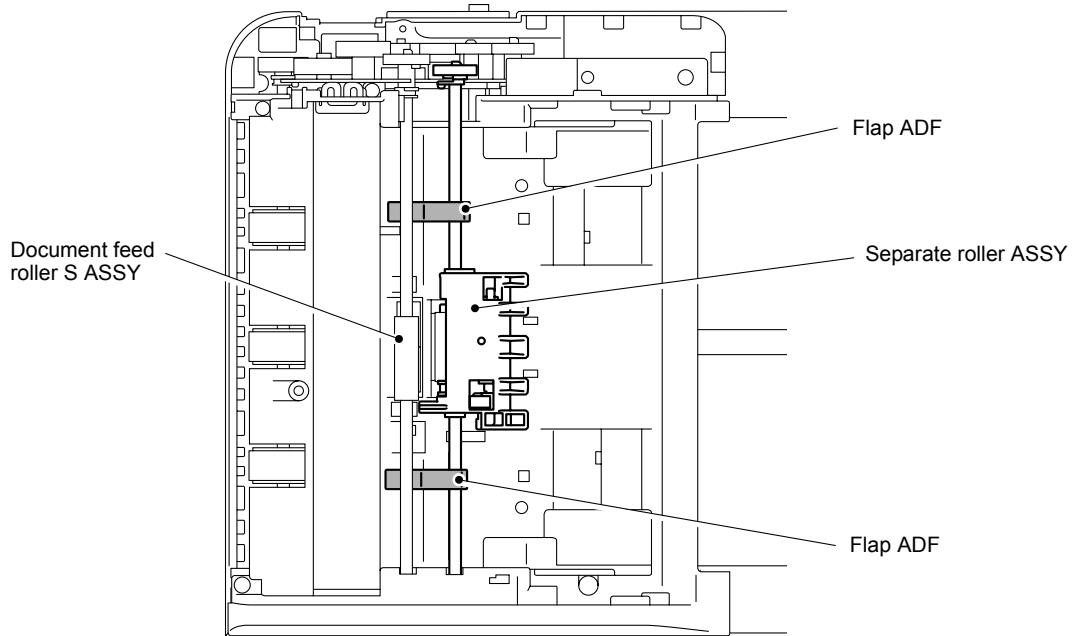 Flap ADF
Document feed
roller S ASSY
Separate roller ASSY
Flap ADF